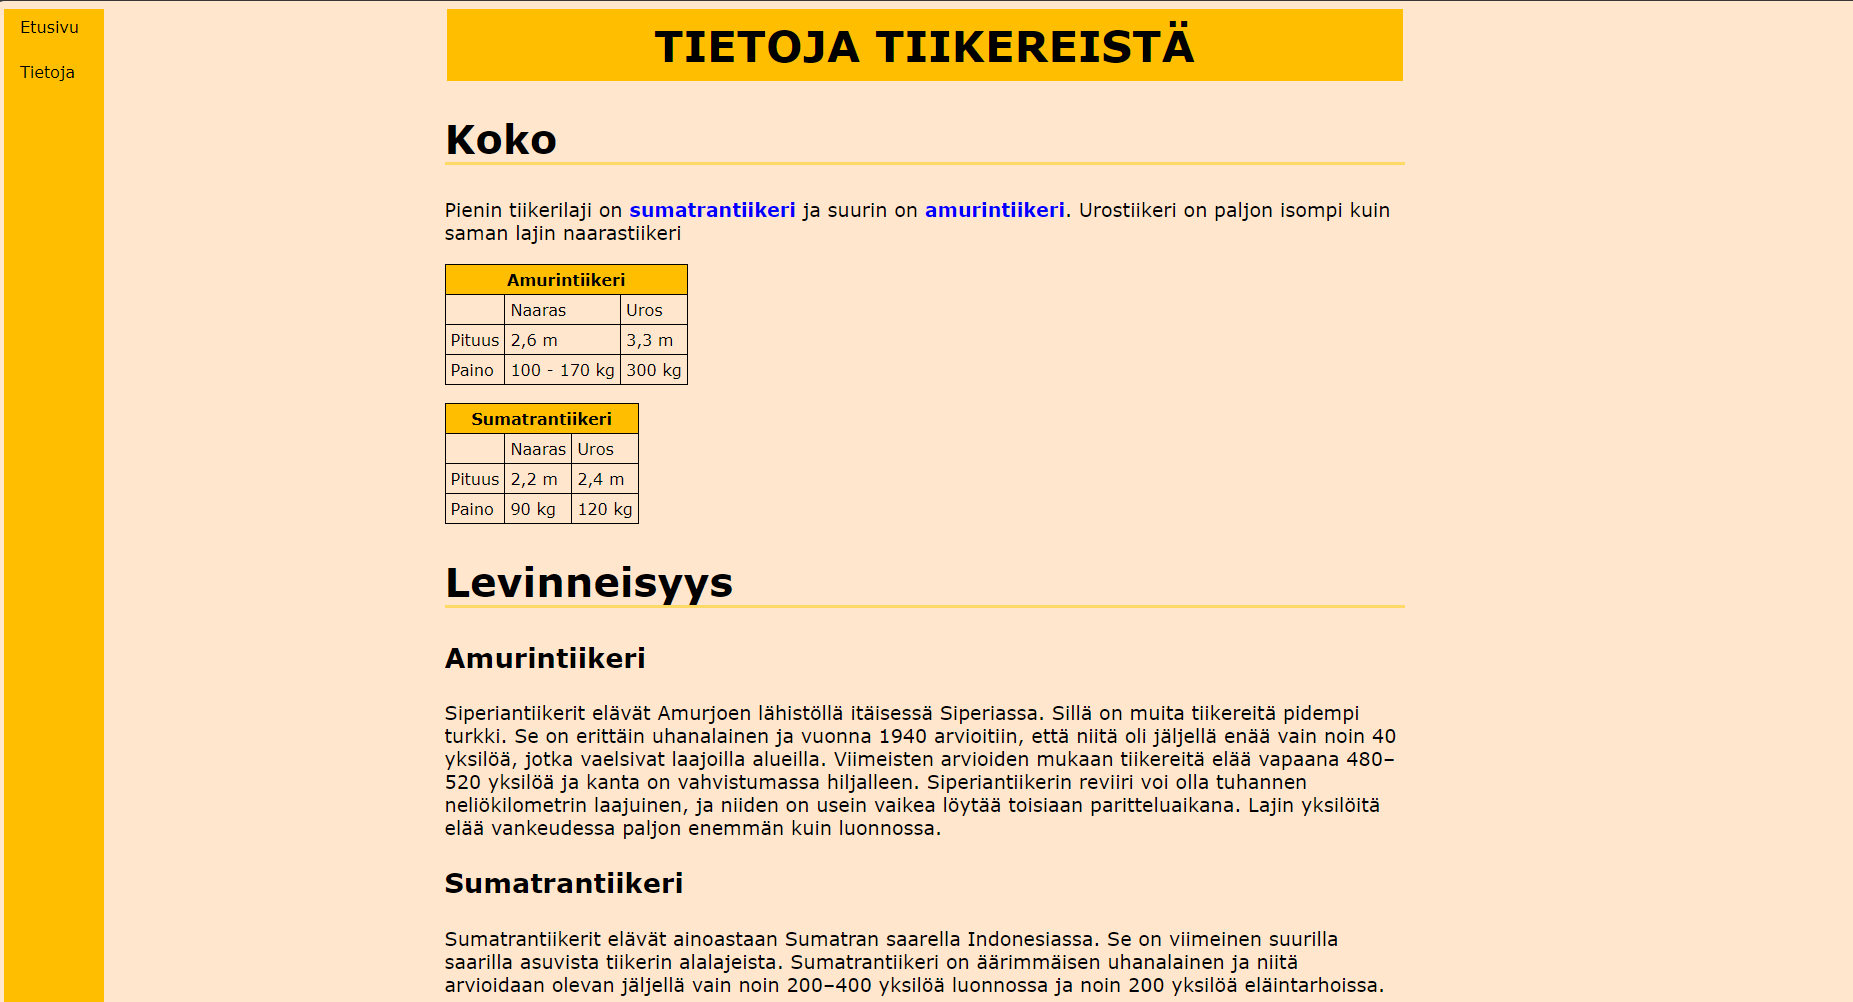 Etusivu
Tietoja
TIETOJA TIIKEREISTÄ
Koko
Pienin tiikerilaji on sumatrantiikeri ja suurin on amurintiikeri. Urostiikeri on paljon isompi kuin
saman lajin naarastiikeri
Amurintiikeri
Naaras Uros
Pituus 2,6 m 3,3 m
Paino 100 - 170 kg 300 kg
Sumatrantiikeri
Naaras Uros
Pituus 2,2 m 2,4 m
Paino 90 kg 120 kg
Levinneisyys
Amurintiikeri
Siperiantiikerit elävät Amurjoen lähistöllä itäisessä Siperiassa. Sillä on muita tiikereitä pidempi
turkki. Se on erittäin uhanalainen ja vuonna 1940 arvioitiin, että niitä oli jäljellä enää vain noin 40
yksilöä, jotka vaelsivat laajoilla alueilla. Viimeisten arvioiden mukaan tiikereitä elää vapaana 480–
520 yksilöä ja kanta on vahvistumassa hiljalleen. Siperiantiikerin reviiri voi olla tuhannen
neliökilometrin laajuinen, ja niiden on usein vaikea löytää toisiaan paritteluaikana. Lajin yksilöitä
elää vankeudessa paljon enemmän kuin luonnossa.
Sumatrantiikeri
Sumatrantiikerit elävät ainoastaan Sumatran saarella Indonesiassa. Se on viimeinen suurilla
saarilla asuvista tiikerin alalajeista. Sumatrantiikeri on äärimmäisen uhanalainen ja niitä
arvioidaan olevan jäljellä vain noin 200–400 yksilöä luonnossa ja noin 200 yksilöä eläintarhoissa.